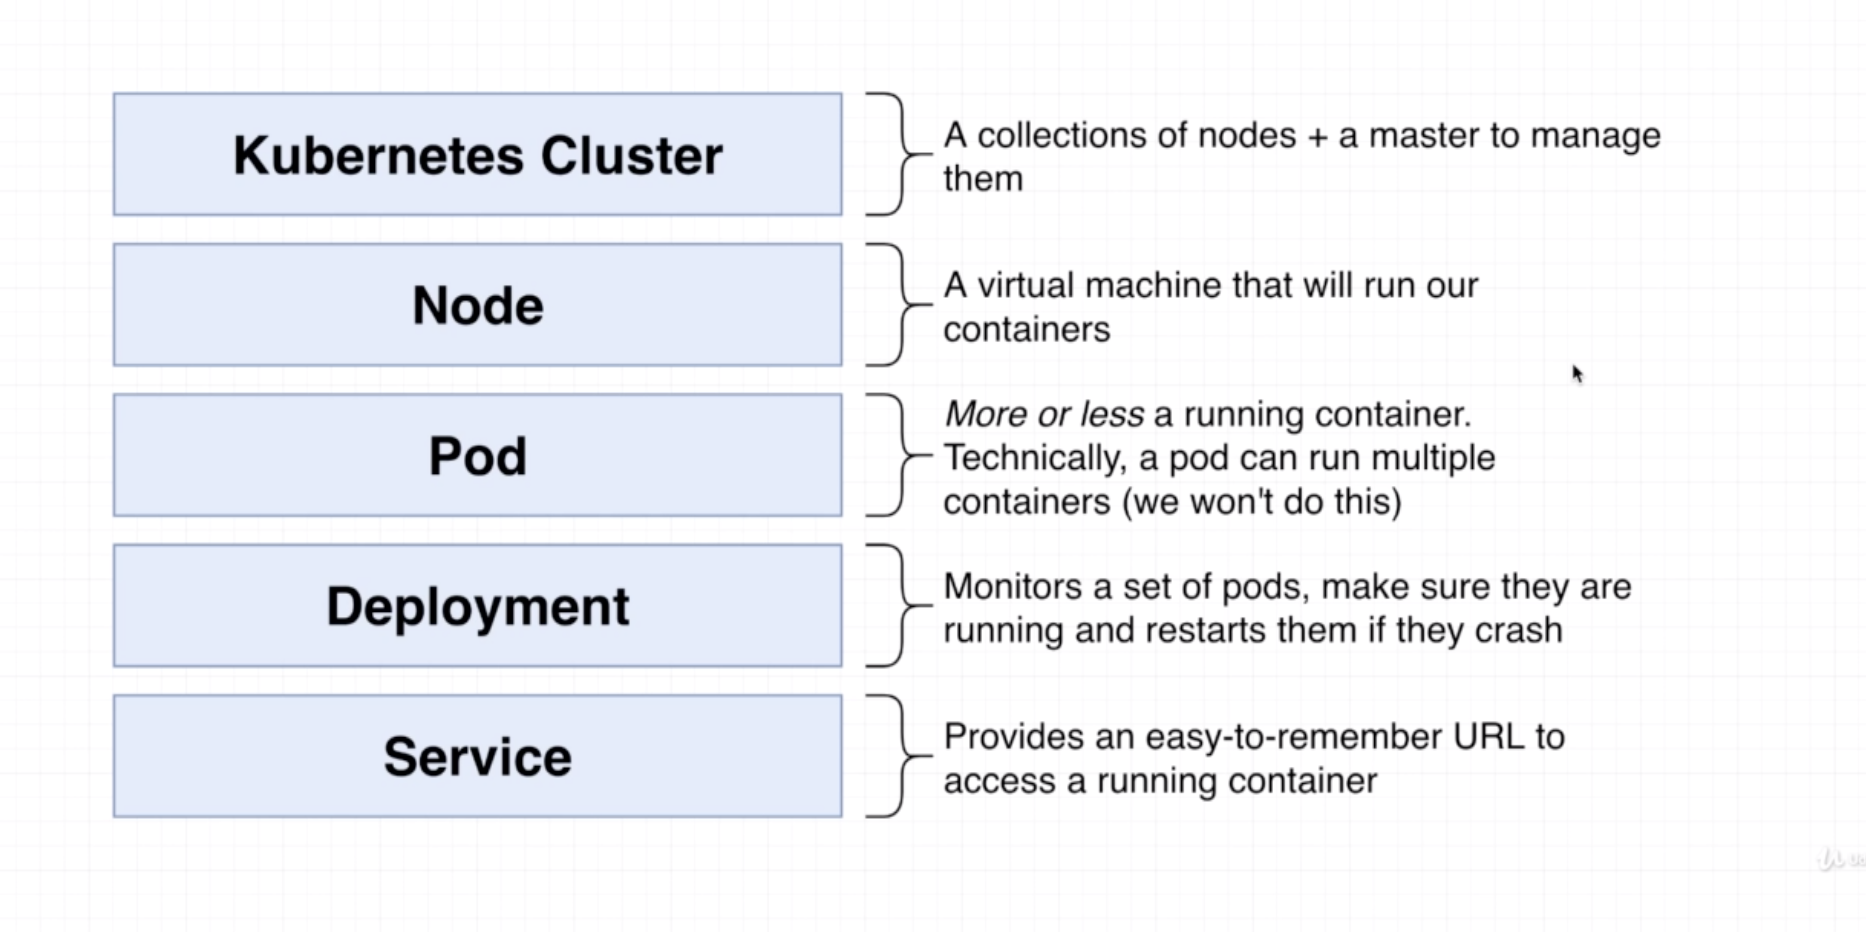 Kubernetes Cluster
A collections of nodes + a master to manage
them
Node
A virtual machine that will run our
containers
Pod
More or less a running container.
Technically, a pod can run multiple
containers (we won't do this)
Deployment
Monitors a set of pods, make sure they are
running and restarts them if they crash
Service
Provides an easy-to-remember URL to
access a running container